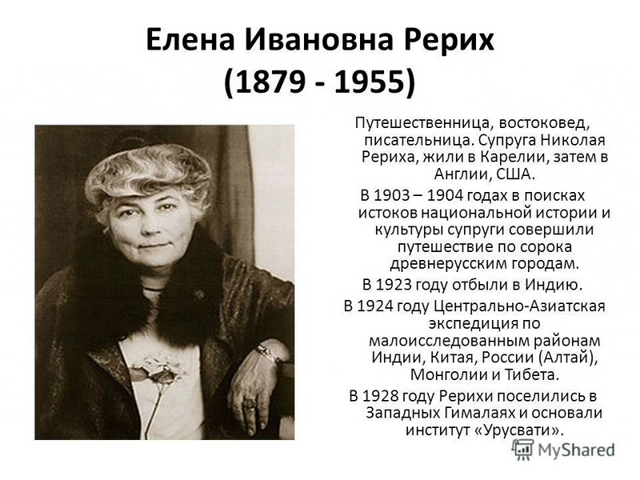 Елена Ивановна Рерих
(1879 - 1955)
Путешественница, востоковед,
писательница. Супруга Николая
Рериха, жили в Карелии, затем в
Англии, США.
В 1903 – 1904 годах в поисках
истоков национальной истории и
культуры супруги совершили
путешествие по сорока
древнерусским городам.
В 1923 году отбыли в Индию.
В 1924 году Центрально-Азиатская
экспедиция по
малоисследованным районам
Индии, Китая, России (Алтай),
Монголии и Тибета.
В 1928 году Рерихи поселились в
Западных Гималаях и основали
институт «Урусвати».
MyShared